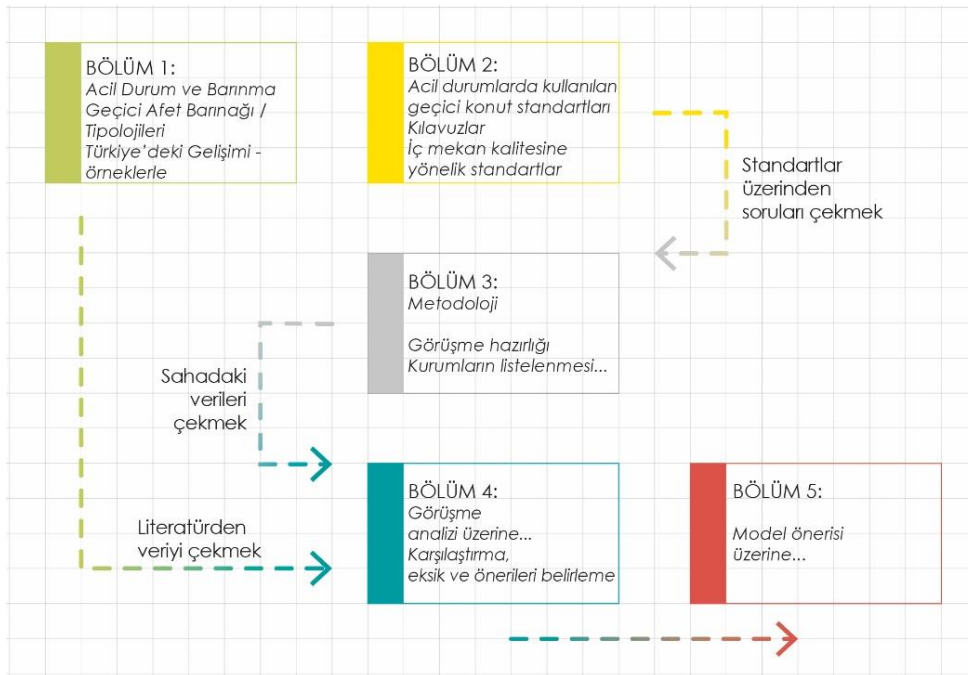 BÖLÜM 1:
Acil Durum ve Barınma
Geçici Afet Barınağı /
Tipolojileri
Türkiye'deki Gelişimi -
örneklerle
BÖLÜM 2:
Acil durumlarda kullanılan
geçici konut standartları
Kılavuzlar
İç mekan kalitesine
yönelik standartlar
Standartlar
üzerinden
soruları çekmek
BÖLÜM 3:
Metodoloji
Görüşme hazırlığı
Kurumların listelenmesi...
Sahadaki
verileri
çekmek
Literatürden
veriyi çekmek
BÖLÜM 4:
Görüşme
analizi üzerine...
Karşılaştırma,
eksik ve önerileri belirleme
BÖLÜM 5:
Model önerisi
üzerine...